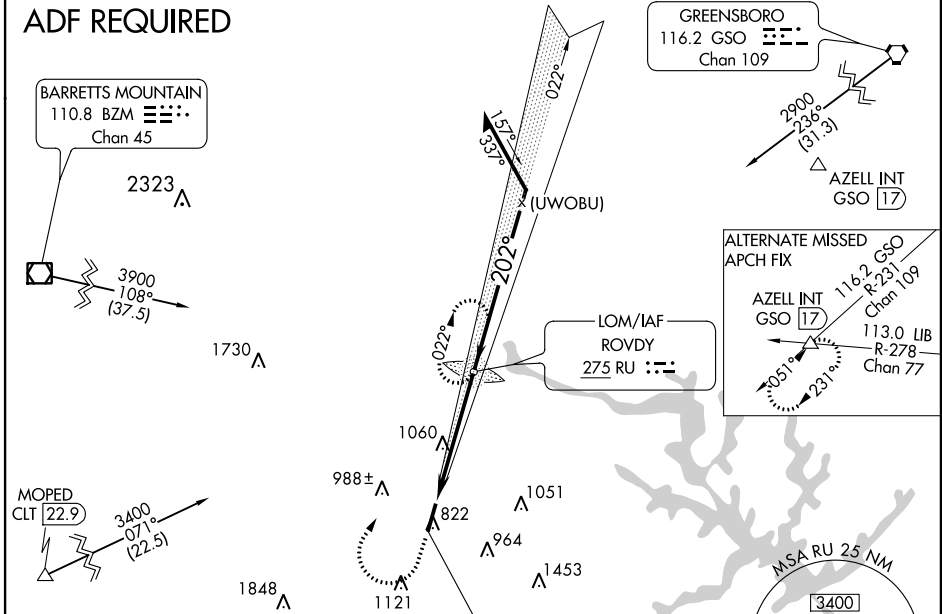 ADF REQUIRED
GREENSBORO
116.2 GSO
Chan 109
BARRETTS MOUNTAIN
110.8 BZM
Chan 45
022°
157°
337°
2900
236°
(31.3)
2323
(UWOBU)
AZELL INT
GSO 17
202°
ALTERNATE MISSED
APCH FIX
116.2 GSO
R-231
Chan 109
3900
108°
(37.5)
AZELL INT
GSO 17
113.0 LIB
R-278
Chan 77
051°
231°
022°
LOM/IAF
ROVDY
275 RU
1730
1060
988±
1051
MOPED
CLT 22.9
3400
071°
(22.5)
822
964
1453
MSA RU 25 NM
3400
1848
1121